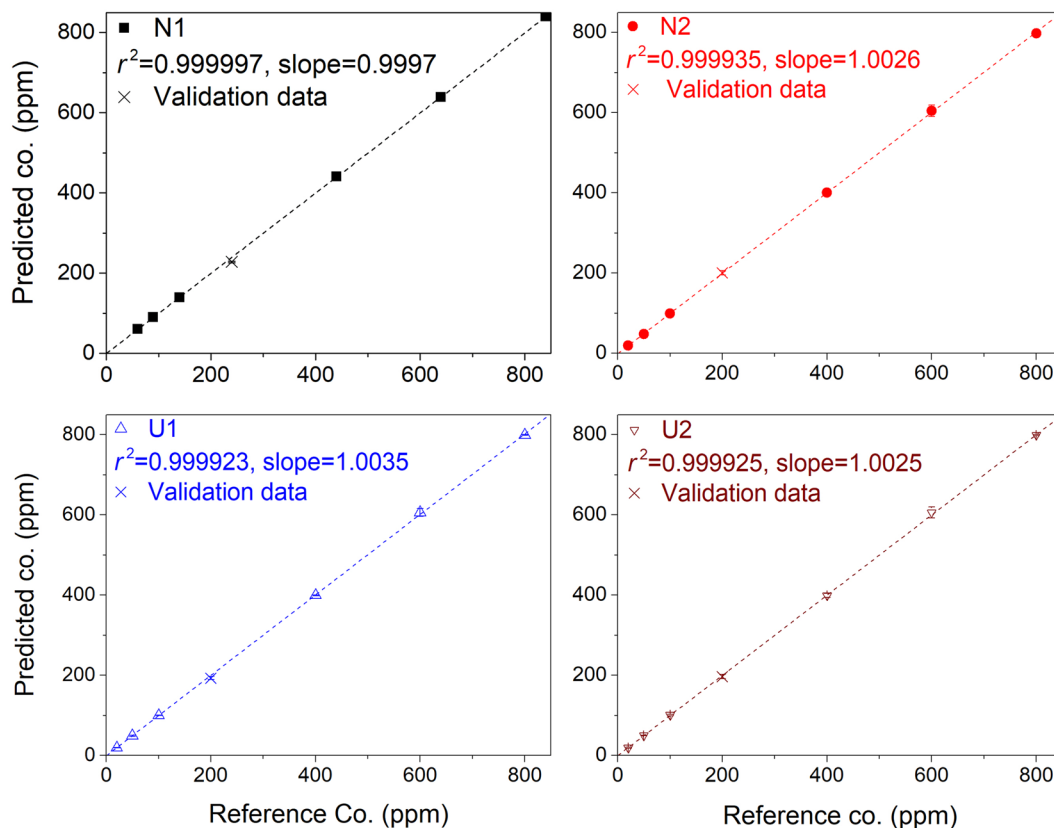 N1
r²=0.999997, slope=0.9997
Validation data
Predicted co. (ppm)
800
600
400
200
0
0 200 400 600 800
N2
r²=0.999935, slope=1.0026
Validation data
800
600
400
200
0
0 200 400 600 800
U1
r²=0.999923, slope=1.0035
Validation data
Predicted co. (ppm)
800
600
400
200
0
0 200 400 600 800
Reference Co. (ppm)
U2
r²=0.999925, slope=1.0025
Validation data
800
600
400
200
0
0 200 400 600 800
Reference co. (ppm)